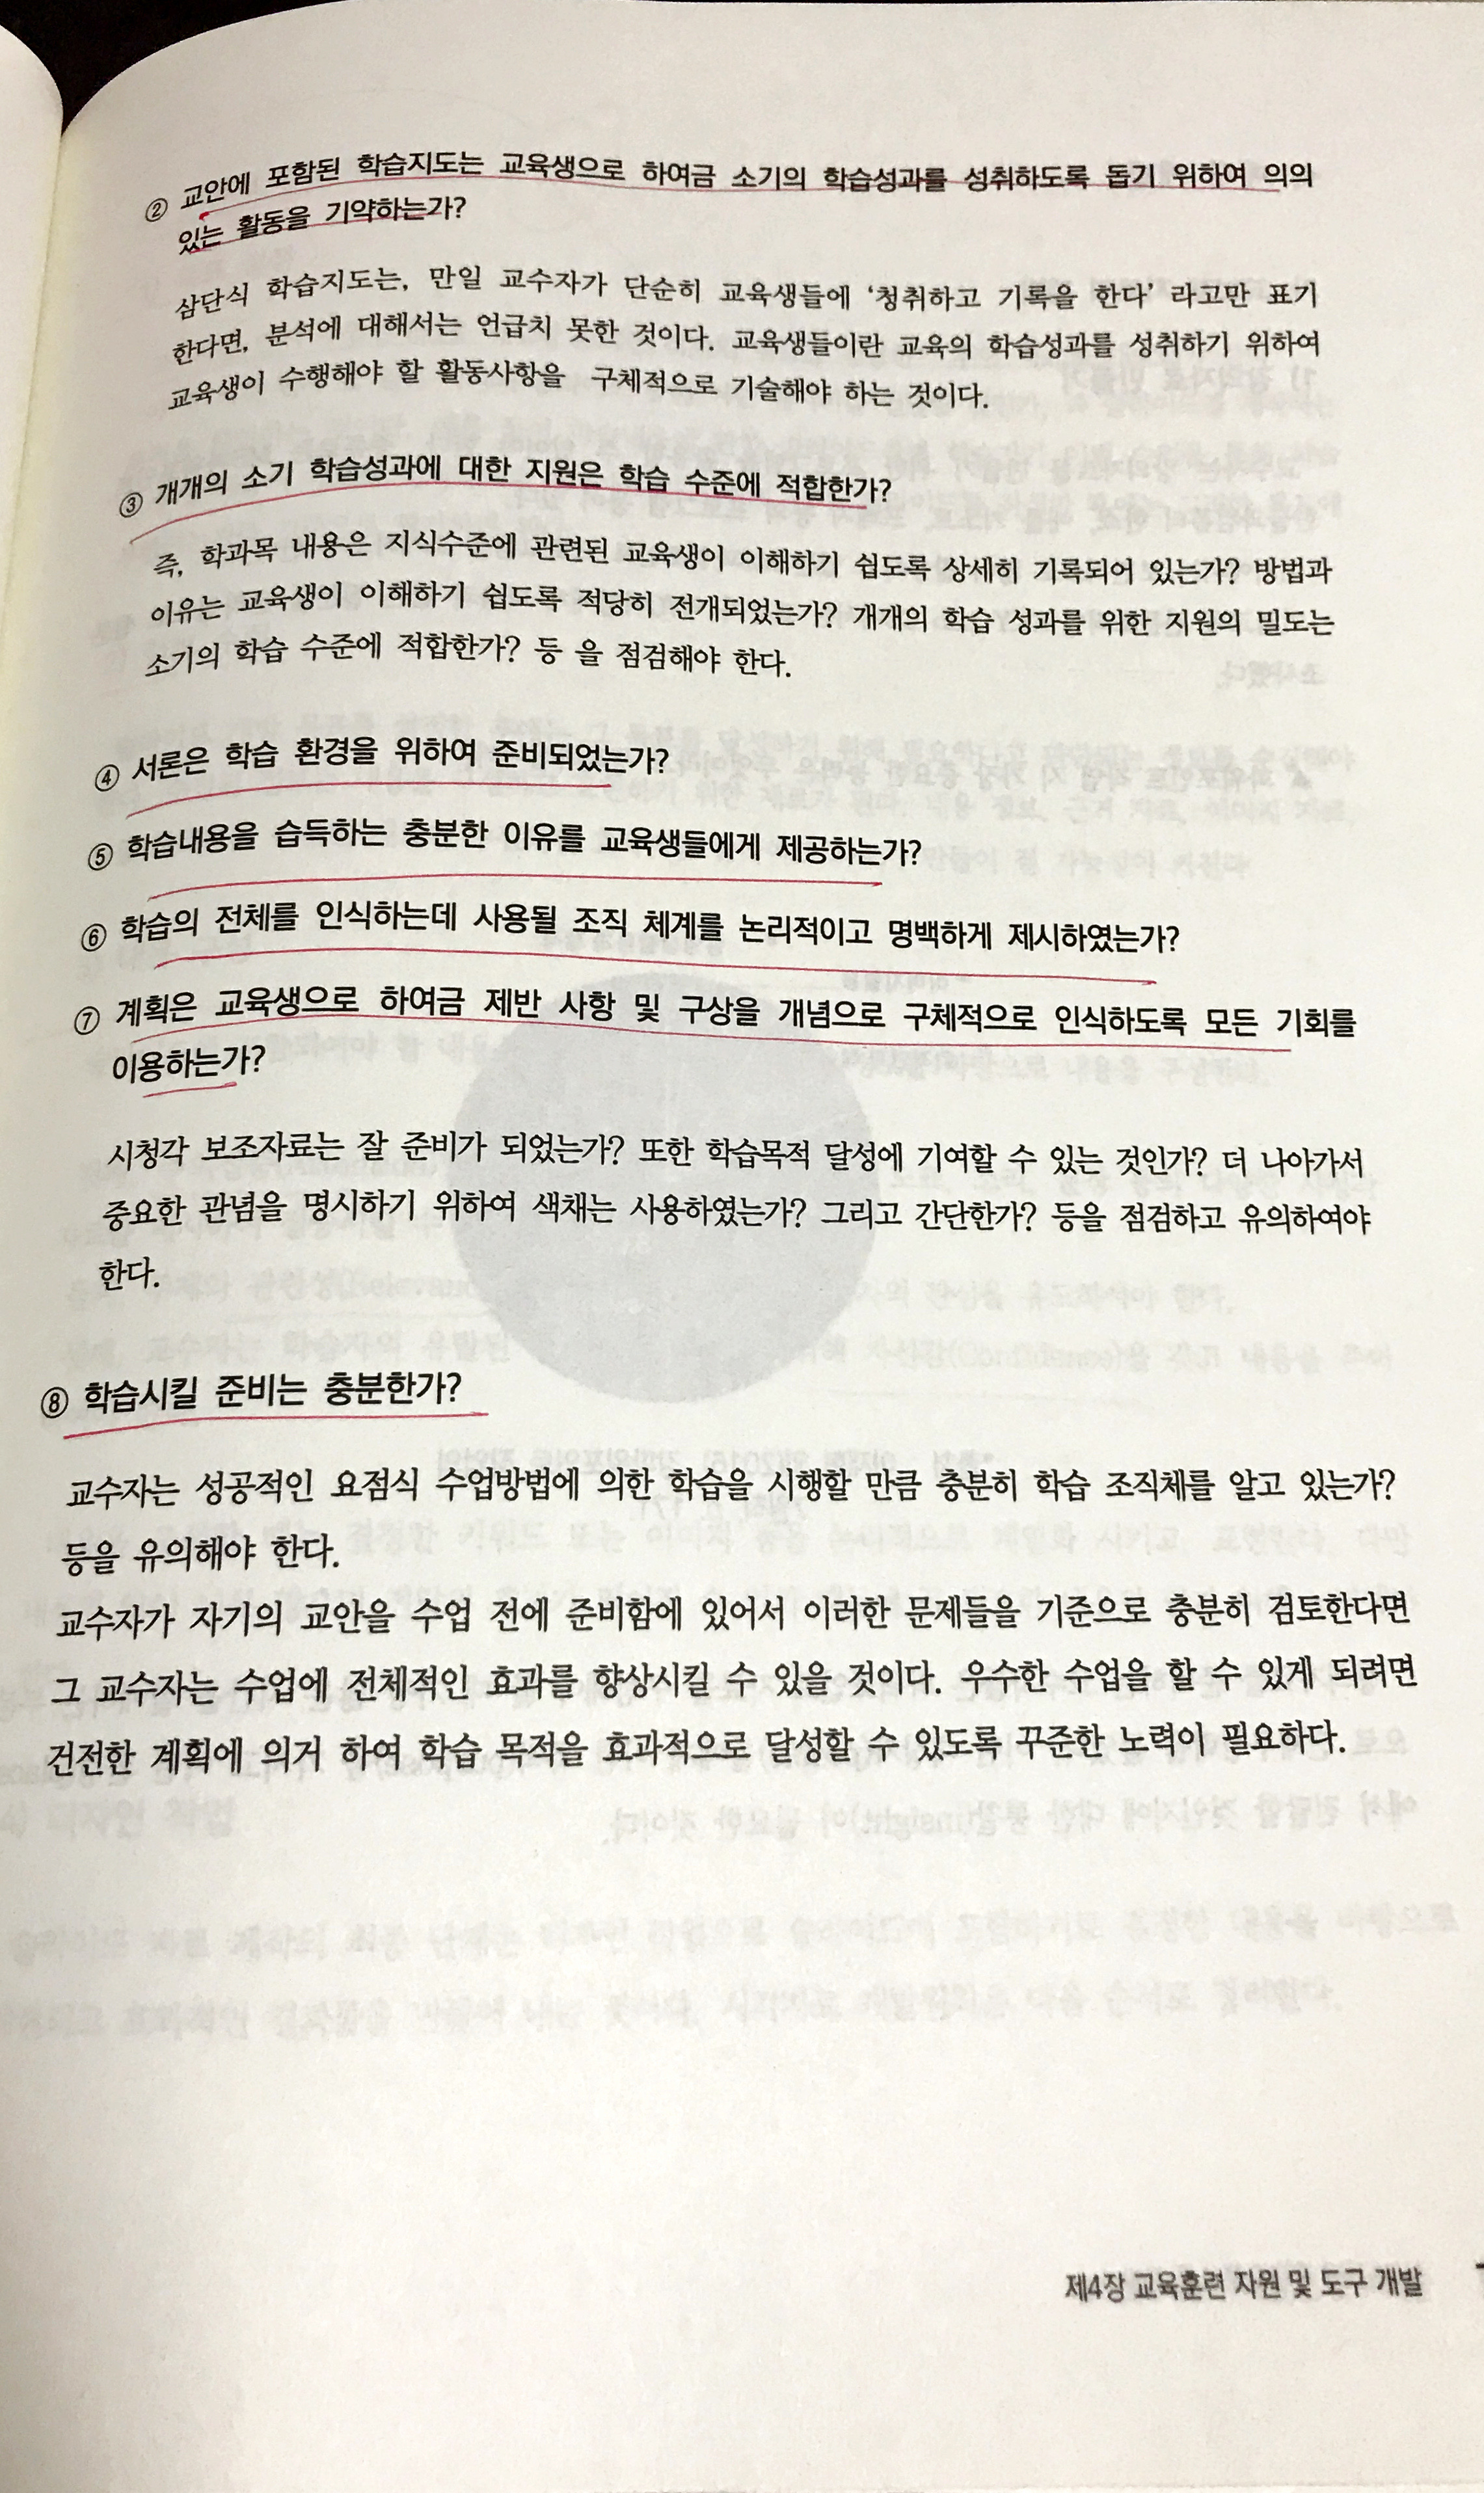 ② 교안에 포함된 학습지도는 교육생으로 하여금 소기의 학습성과를 성취하도록 돕기 위하여 의의
있는 활동을 기약하는가?
삼단식 학습지도는, 만일 교수자가 단순히 교육생들에 ‘청취하고 기록을 한다’ 라고만 표기
한다면, 분석에 대해서는 언급치 못한 것이다. 교육생들이란 교육의 학습성과를 성취하기 위하여
교육생이 수행해야 할 활동사항을 구체적으로 기술해야 하는 것이다.
③ 개개의 소기 학습성과에 대한 지원은 학습 수준에 적합한가?
즉, 학과목 내용은 지식수준에 관련된 교육생이 이해하기 쉽도록 상세히 기록되어 있는가? 방법과
이유는 교육생이 이해하기 쉽도록 적당히 전개되었는가? 개개의 학습 성과를 위한 지원의 밀도는
소기의 학습 수준에 적합한가? 등 을 점검해야 한다.
④ 서론은 학습 환경을 위하여 준비되었는가?
⑤ 학습내용을 습득하는 충분한 이유를 교육생들에게 제공하는가?
⑥ 학습의 전체를 인식하는데 사용될 조직 체계를 논리적이고 명백하게 제시하였는가?
⑦ 계획은 교육생으로 하여금 제반 사항 및 구상을 개념으로 구체적으로 인식하도록 모든 기회를
이용하는가?
시청각 보조자료는 잘 준비가 되었는가? 또한 학습목적 달성에 기여할 수 있는 것인가? 더 나아가서
중요한 관념을 명시하기 위하여 색채는 사용하였는가? 그리고 간단한가? 등을 점검하고 유의하여야
한다.
⑧ 학습시킬 준비는 충분한가?
교수자는 성공적인 요점식 수업방법에 의한 학습을 시행할 만큼 충분히 학습 조직체를 알고 있는가?
등을 유의해야 한다.
교수자가 자기의 교안을 수업 전에 준비함에 있어서 이러한 문제들을 기준으로 충분히 검토한다면
그 교수자는 수업에 전체적인 효과를 향상시킬 수 있을 것이다. 우수한 수업을 할 수 있게 되려면
건전한 계획에 의거 하여 학습 목적을 효과적으로 달성할 수 있도록 꾸준한 노력이 필요하다.
제4장 교육훈련 자원 및 도구 개발